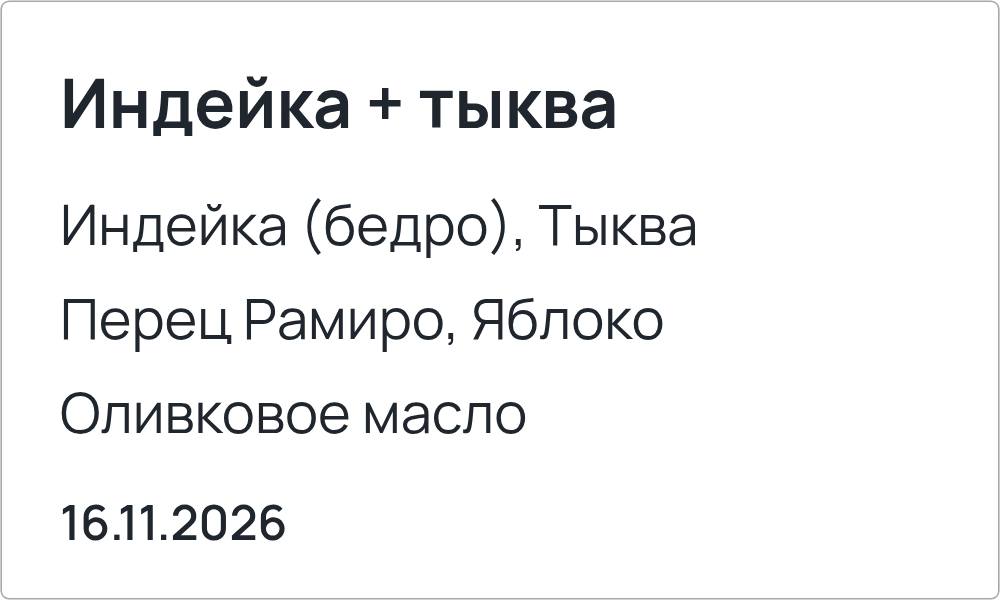 Индейка + тыква
Индейка (бедро), Тыква
Перец Рамиро, Яблоко
Оливковое масло
16.11.2026